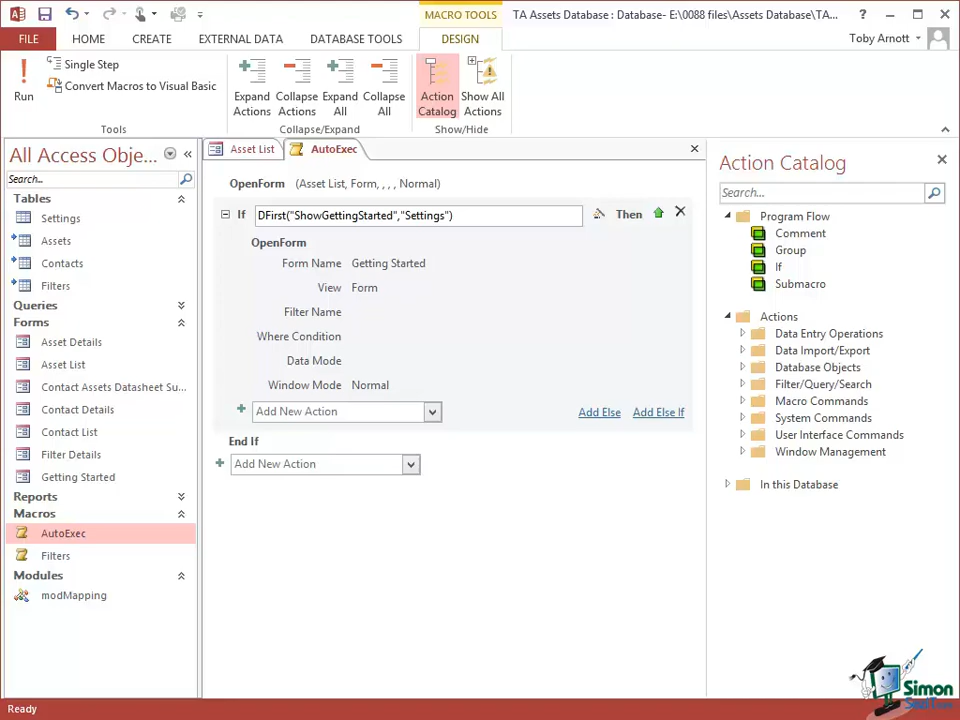 MACRO TOOLS
TA Assets Database : Database- E:\0088 files\Assets Database\TA...
?
FILE
HOME
CREATE
EXTERNAL DATA
DATABASE TOOLS
DESIGN
Toby Arnott
Run
Single Step
Convert Macros to Visual Basic
Tools
Expand Actions
Collapse Actions
Expand All
Collapse All
Collapse/Expand
Action Catalog
Show All Actions
Show/Hide
All Access Obje...
Search...
Tables
Settings
Assets
Contacts
Filters
Queries
Forms
Asset Details
Asset List
Contact Assets Datasheet Su...
Contact Details
Contact List
Filter Details
Getting Started
Reports
Macros
AutoExec
Filters
Modules
modMapping
Asset List
AutoExec
OpenForm (Asset List, Form, , , , Normal)
If DFirst("ShowGettingStarted","Settings") Then
OpenForm
Form Name Getting Started
View Form
Filter Name
Where Condition
Data Mode
Window Mode Normal
Add New Action
Add Else Add Else If
End If
Add New Action
Action Catalog
Search...
Program Flow
Comment
Group
If
Submacro
Actions
Data Entry Operations
Data Import/Export
Database Objects
Filter/Query/Search
Macro Commands
System Commands
User Interface Commands
Window Management
In this Database
Simon
Ready